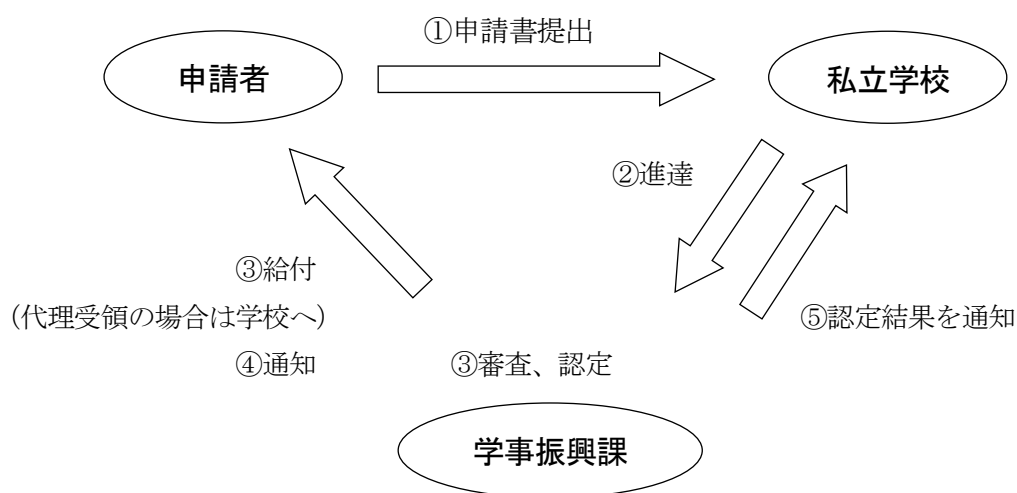 ①申請書提出
申請者
私立学校
②進達
③給付
(代理受領の場合は学校へ)
⑤認定結果を通知
④通知
③審査、認定
学事振興課